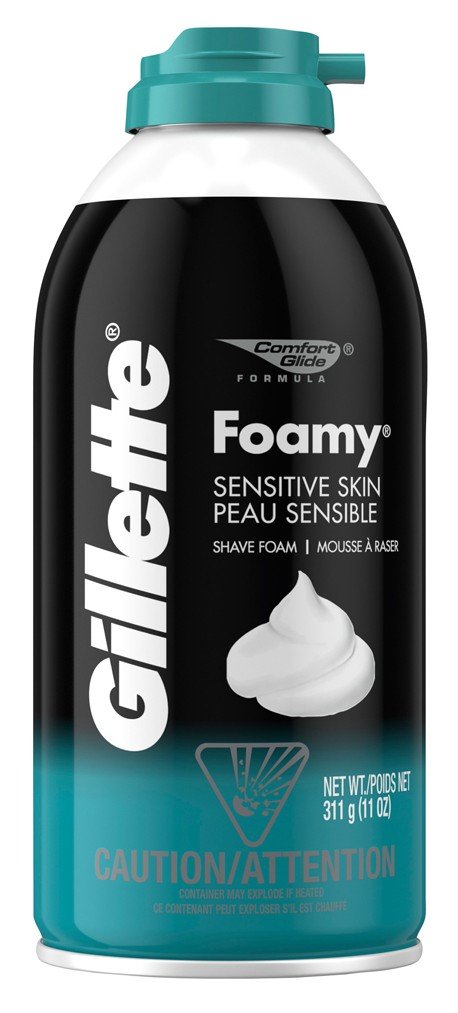 Gillette®
Comfort
Glide®
FORMULA
Foamy®
SENSITIVE SKIN
PEAU SENSIBLE
SHAVE FOAM | MOUSSE À RASER
NET WT./POIDS NET
311 g (11 OZ)
CAUTION/ATTENTION
CONTAINER MAY EXPLODE IF HEATED
CE CONTENANT PEUT EXPLOSER S'IL EST CHAUFFÉ